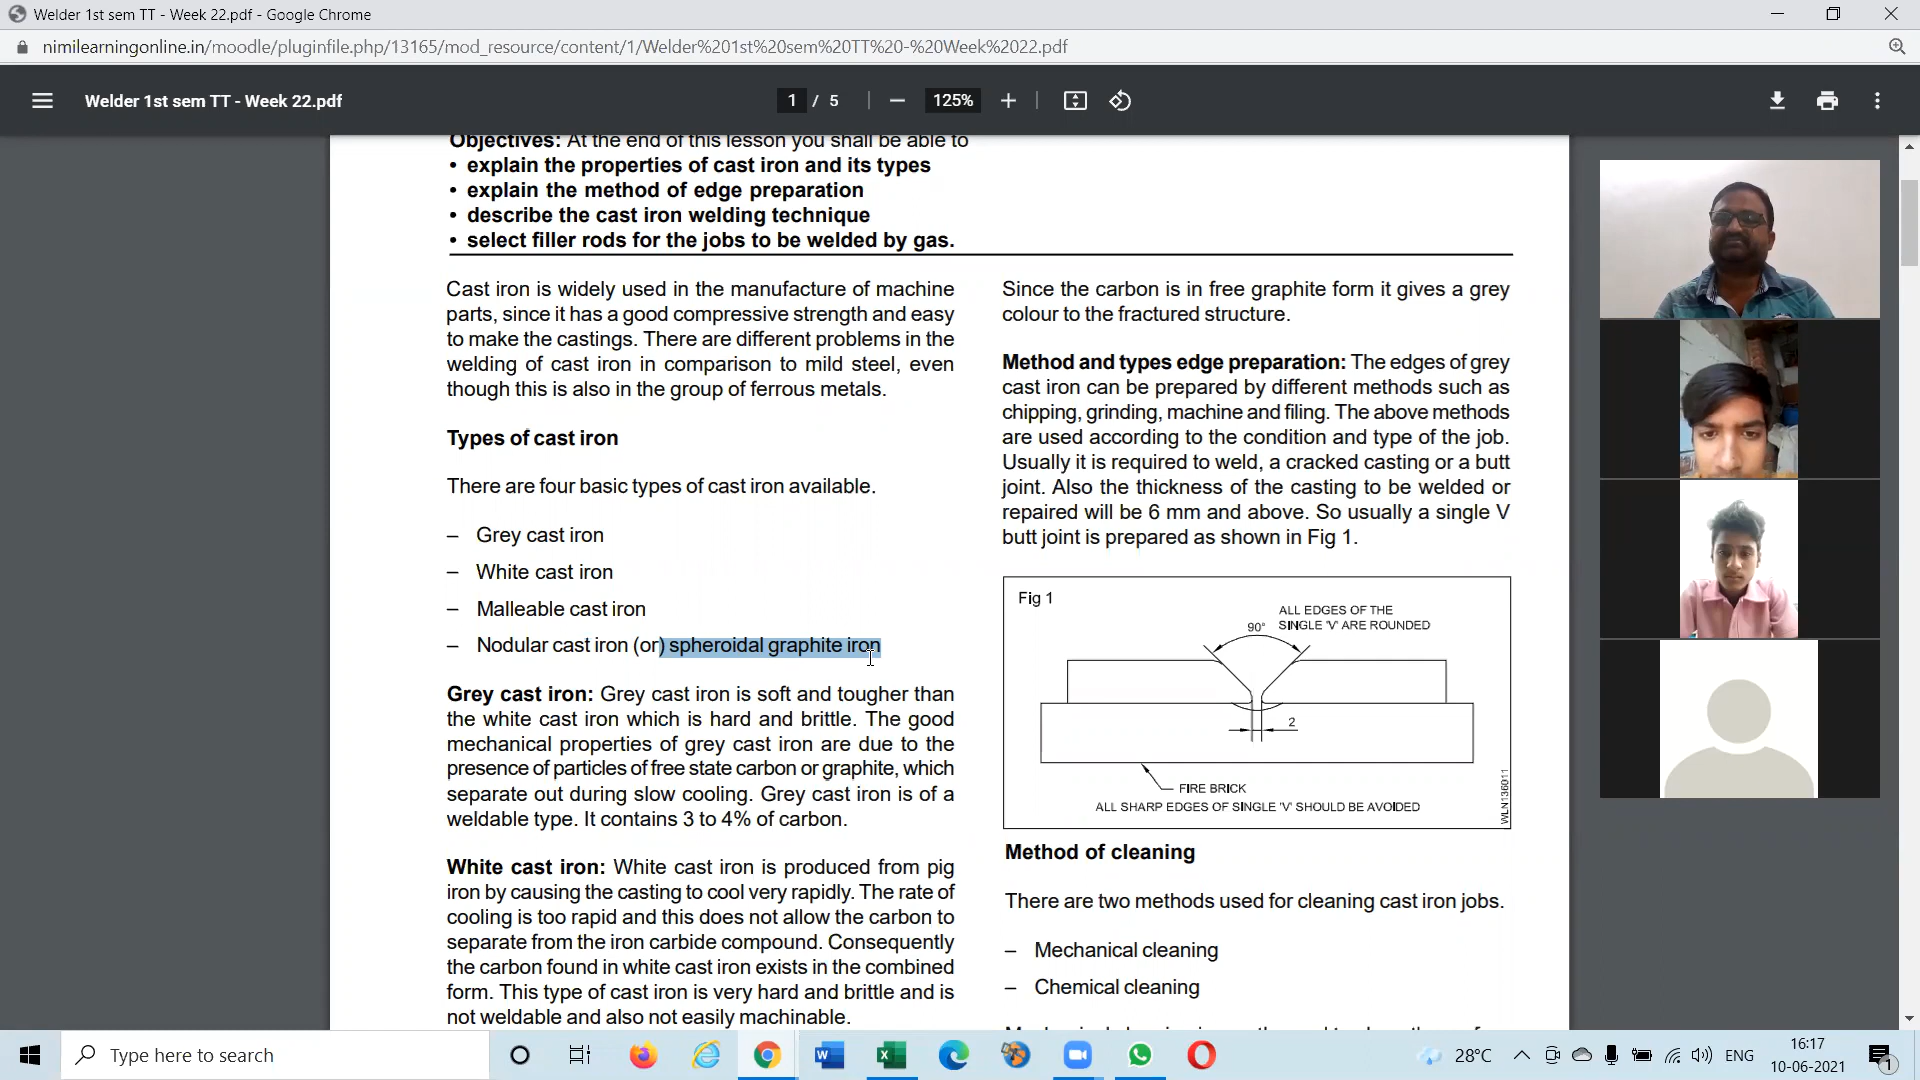 Welder 1st sem TT - Week 22.pdf - Google Chrome
nimilearningonline.in/moodle/pluginfile.php/13165/mod_resource/content/1/Welder%201st%20sem%20TT%20-%20Week%2022.pdf
Welder 1st sem TT - Week 22.pdf
1 / 5
125%
Objectives: At the end of this lesson you shall be able to
• explain the properties of cast iron and its types
• explain the method of edge preparation
• describe the cast iron welding technique
• select filler rods for the jobs to be welded by gas.
Cast iron is widely used in the manufacture of machine
parts, since it has a good compressive strength and easy
to make the castings. There are different problems in the
welding of cast iron in comparison to mild steel, even
though this is also in the group of ferrous metals.
Types of cast iron
There are four basic types of cast iron available.
– Grey cast iron
– White cast iron
– Malleable cast iron
– Nodular cast iron (or) spheroidal graphite iron
Grey cast iron: Grey cast iron is soft and tougher than
the white cast iron which is hard and brittle. The good
mechanical properties of grey cast iron are due to the
presence of particles of free state carbon or graphite, which
separate out during slow cooling. Grey cast iron is of a
weldable type. It contains 3 to 4% of carbon.
White cast iron: White cast iron is produced from pig
iron by causing the casting to cool very rapidly. The rate of
cooling is too rapid and this does not allow the carbon to
separate from the iron carbide compound. Consequently
the carbon found in white cast iron exists in the combined
form. This type of cast iron is very hard and brittle and is
not weldable and also not easily machinable.
Since the carbon is in free graphite form it gives a grey
colour to the fractured structure.
Method and types edge preparation: The edges of grey
cast iron can be prepared by different methods such as
chipping, grinding, machine and filing. The above methods
are used according to the condition and type of the job.
Usually it is required to weld, a cracked casting or a butt
joint. Also the thickness of the casting to be welded or
repaired will be 6 mm and above. So usually a single V
butt joint is prepared as shown in Fig 1.
Fig 1
ALL EDGES OF THE
SINGLE 'V' ARE ROUNDED
90°
2
FIRE BRICK
ALL SHARP EDGES OF SINGLE 'V' SHOULD BE AVOIDED
WLN136011
Method of cleaning
There are two methods used for cleaning cast iron jobs.
– Mechanical cleaning
– Chemical cleaning
Type here to search
28°C
ENG
16:17
10-06-2021
1